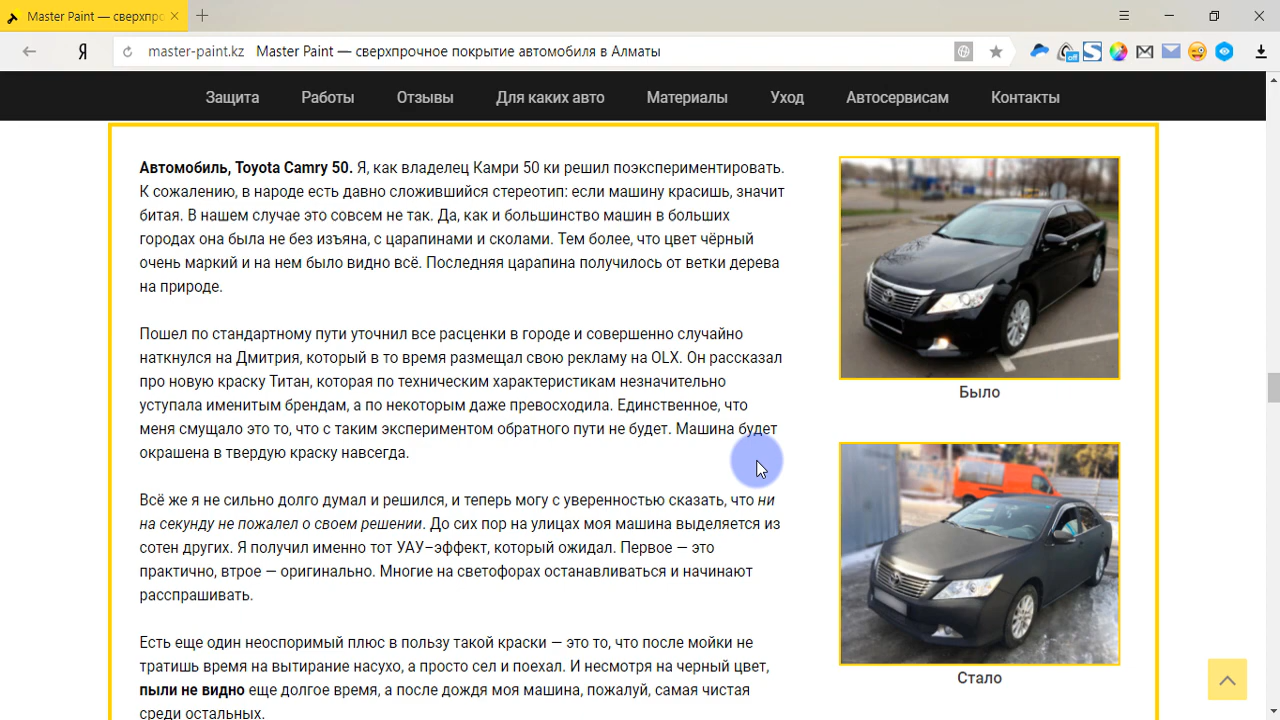 Master Paint — сверхпро
master-paint.kz Master Paint — сверхпрочное покрытие автомобиля в Алматы
off
Защита Работы Отзывы Для каких авто Материалы Уход Автосервисам Контакты
Автомобиль, Toyota Camry 50. Я, как владелец Камри 50 ки решил поэкспериментировать.
К сожалению, в народе есть давно сложившийся стереотип: если машину красишь, значит
битая. В нашем случае это совсем не так. Да, как и большинство машин в больших
городах она была не без изъяна, с царапинами и сколами. Тем более, что цвет чёрный
очень маркий и на нем было видно всё. Последняя царапина получилось от ветки дерева
на природе.
Пошел по стандартному пути уточнил все расценки в городе и совершенно случайно
наткнулся на Дмитрия, который в то время размещал свою рекламу на OLX. Он рассказал
про новую краску Титан, которая по техническим характеристикам незначительно
уступала именитым брендам, а по некоторым даже превосходила. Единственное, что
меня смущало это то, что с таким экспериментом обратного пути не будет. Машина будет
окрашена в твердую краску навсегда.
Всё же я не сильно долго думал и решился, и теперь могу с уверенностью сказать, что ни
на секунду не пожалел о своем решении. До сих пор на улицах моя машина выделяется из
сотен других. Я получил именно тот УАУ–эффект, который ожидал. Первое — это
практично, втрое — оригинально. Многие на светофорах останавливаться и начинают
расспрашивать.
Есть еще один неоспоримый плюс в пользу такой краски — это то, что после мойки не
тратишь время на вытирание насухо, а просто сел и поехал. И несмотря на черный цвет,
пыли не видно еще долгое время, а после дождя моя машина, пожалуй, самая чистая
среди остальных.
Было
Стало